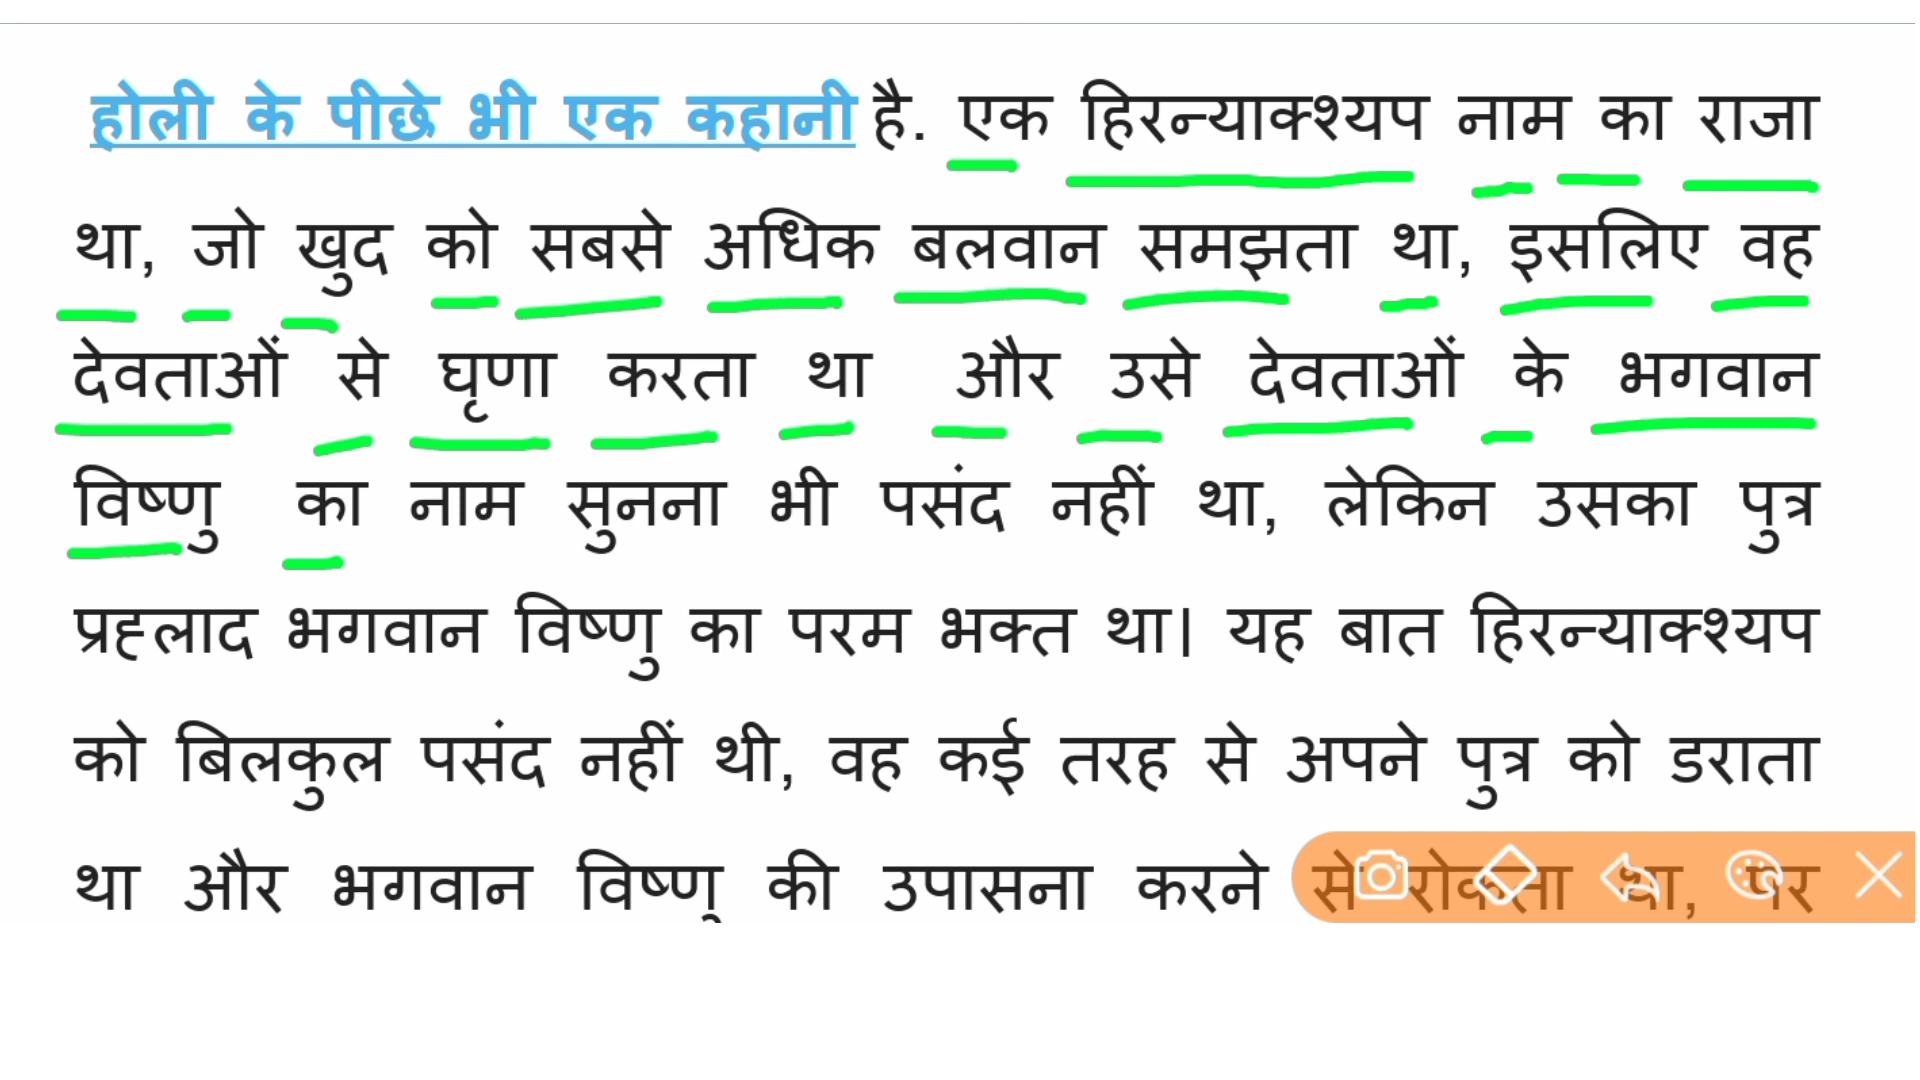 होली के पीछे भी एक कहानी है. एक हिरन्याक्श्यप नाम का राजा
था, जो खुद को सबसे अधिक बलवान समझता था, इसलिए वह
देवताओं से घृणा करता था और उसे देवताओं के भगवान
विष्णु का नाम सुनना भी पसंद नहीं था, लेकिन उसका पुत्र
प्रह्लाद भगवान विष्णु का परम भक्त था। यह बात हिरन्याक्श्यप
को बिलकुल पसंद नहीं थी, वह कई तरह से अपने पुत्र को डराता
था और भगवान विष्णु की उपासना करने से रोकता था, पर